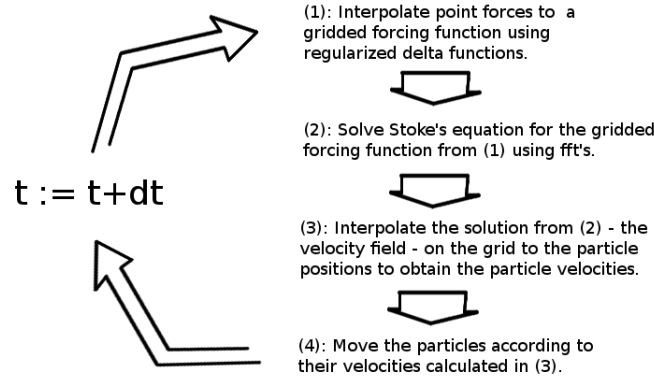 (1): Interpolate point forces to a
gridded forcing function using
regularized delta functions.
(2): Solve Stoke's equation for the gridded
forcing function from (1) using fft's.
t := t+dt
(3): Interpolate the solution from (2) - the
velocity field - on the grid to the particle
positions to obtain the particle velocities.
(4): Move the particles according to
their velocities calculated in (3).